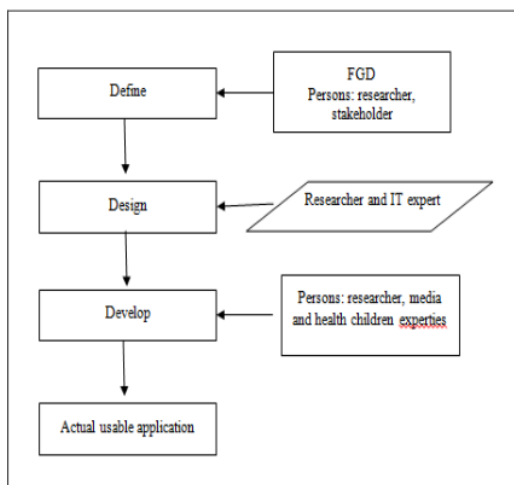 Define
FGD
Persons: researcher,
stakeholder
Design
Researcher and IT expert
Develop
Persons: researcher, media
and health children experties
Actual usable application